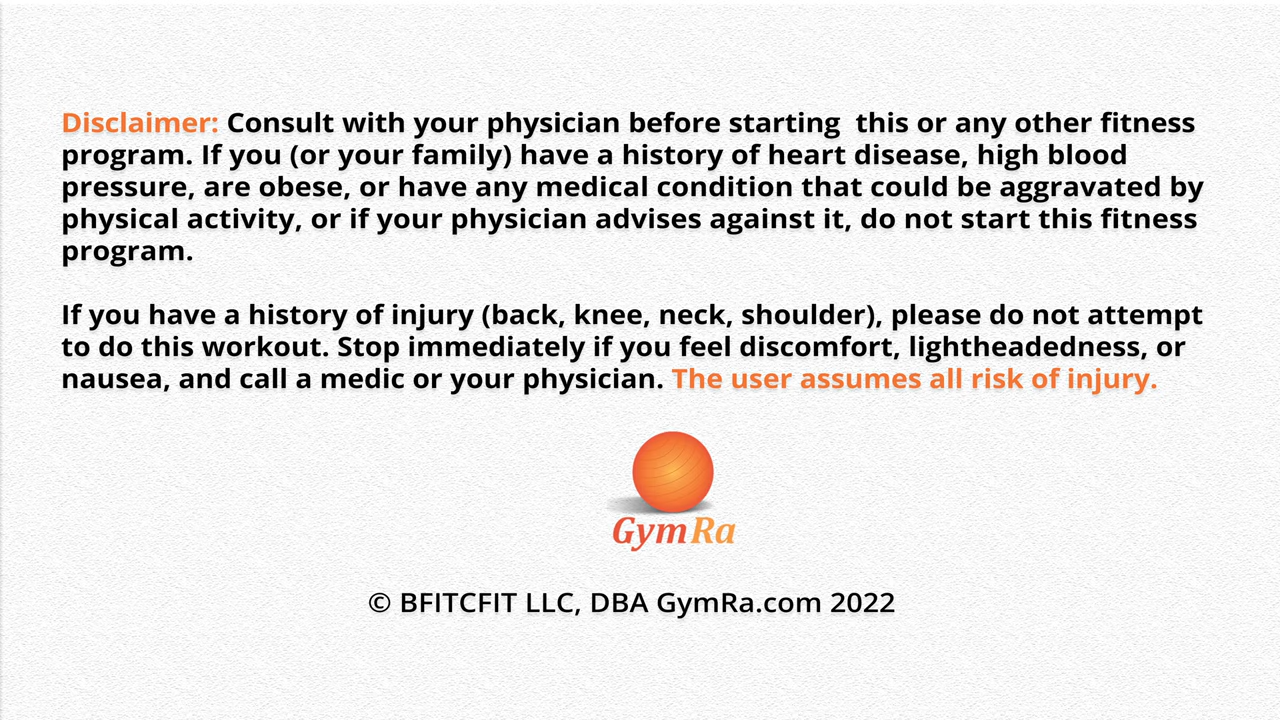 Disclaimer: Consult with your physician before starting  this or any other fitness
program. If you (or your family) have a history of heart disease, high blood
pressure, are obese, or have any medical condition that could be aggravated by
physical activity, or if your physician advises against it, do not start this fitness
program.
If you have a history of injury (back, knee, neck, shoulder), please do not attempt
to do this workout. Stop immediately if you feel discomfort, lightheadedness, or
nausea, and call a medic or your physician. The user assumes all risk of injury.
GymRa
© BFITCFIT LLC, DBA GymRa.com 2022